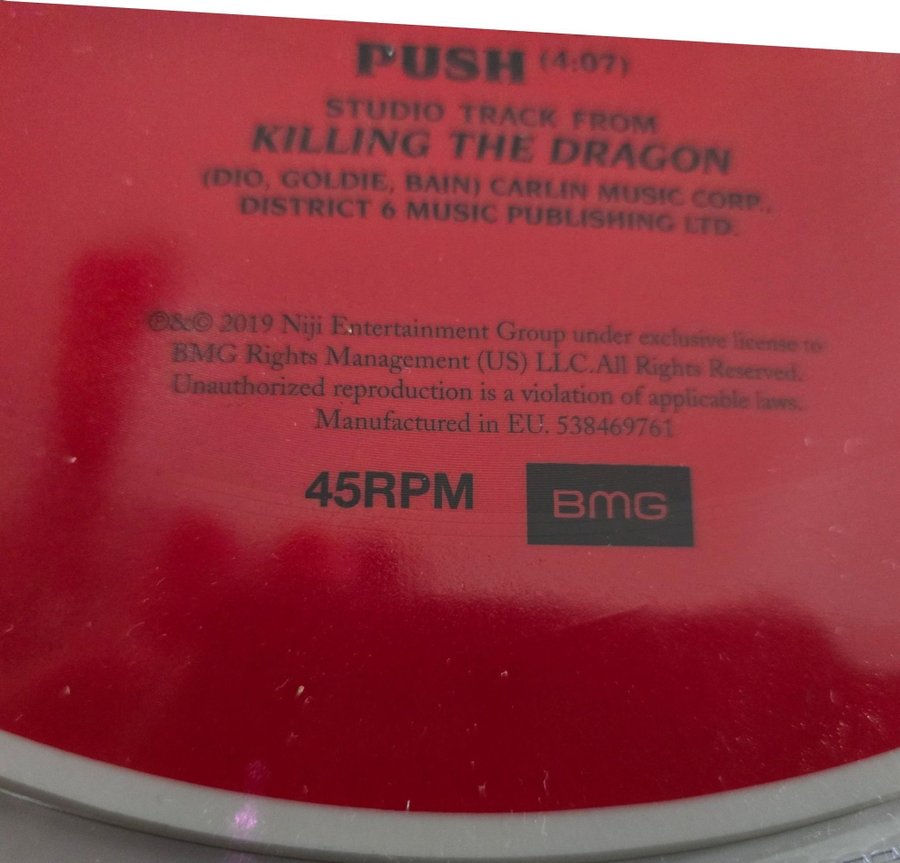 PUSH (4:07)
STUDIO TRACK FROM
KILLING THE DRAGON
(DIO, GOLDIE, BAIN) CARLIN MUSIC CORP.,
DISTRICT 6 MUSIC PUBLISHING LTD.
℗&© 2019 Niji Entertainment Group under exclusive license to
BMG Rights Management (US) LLC.All Rights Reserved.
Unauthorized reproduction is a violation of applicable laws.
Manufactured in EU. 538469761
45RPM
BMG